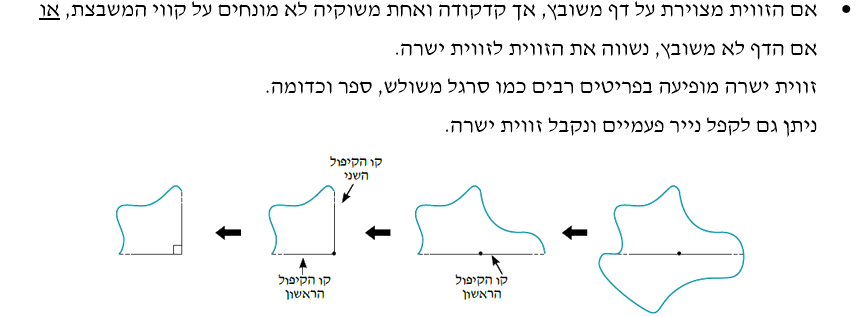 • אם הזווית מצוירת על דף משובץ, אך קדקודה ואחת משוקיה לא מונחים על קווי המשבצת, או
אם הדף לא משובץ, נשווה את הזווית לזווית ישרה.
זווית ישרה מופיעה בפריטים רבים כמו סרגל משולש, ספר וכדומה.
ניתן גם לקפל נייר פעמיים ונקבל זווית ישרה.
קו הקיפול
השני
קו הקיפול
הראשון
קו הקיפול
הראשון